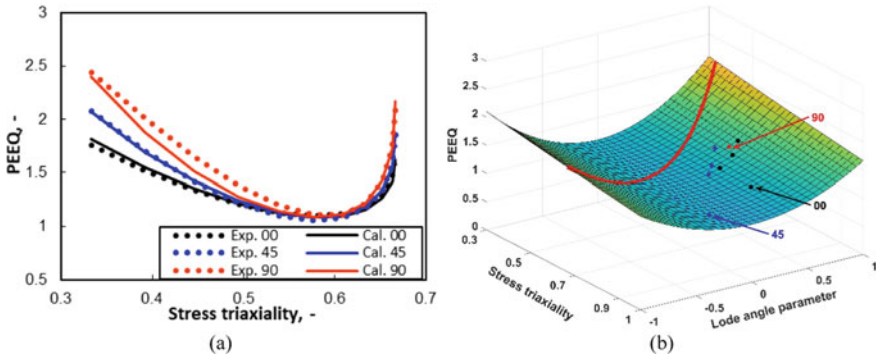 3
2.5
2
1.5
1
0.5
PEEQ, -
Exp. 00
Cal. 00
Exp. 45
Cal. 45
Exp. 90
Cal. 90
0.3 0.4 0.5 0.6 0.7
Stress triaxiality, -
(a)
3
2.5
2
1.5
1
0.5
0
PEEQ
90
00
45
0.3
0.5
0.7
0.9
1
Stress triaxiality
-1
-0.5
0
0.5
1
Lode angle parameter
(b)